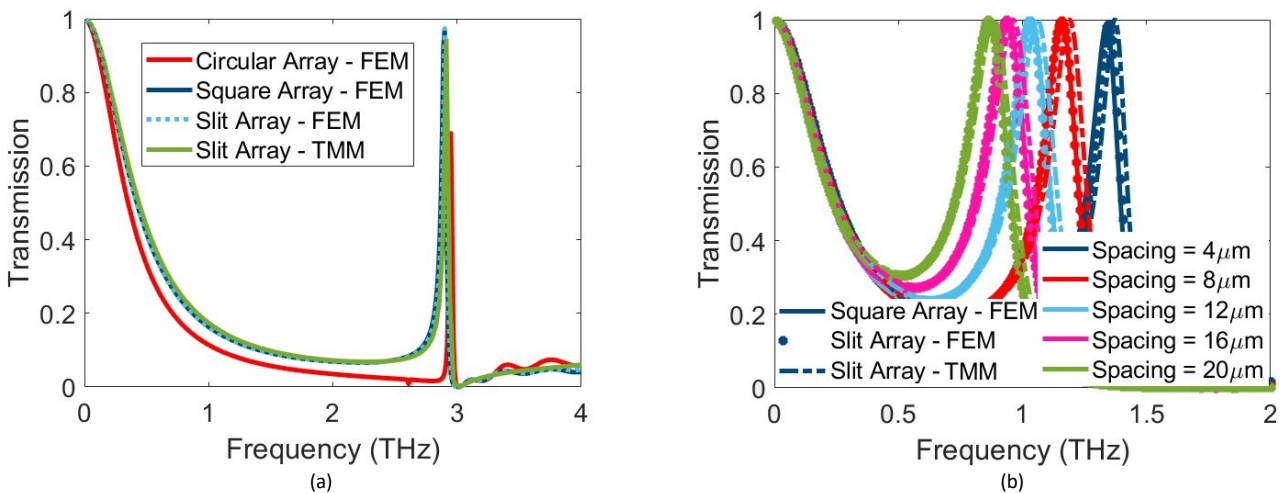 Transmission
1
0.8
0.6
0.4
0.2
0
0
1
2
3
4
Circular Array - FEM
Square Array - FEM
Slit Array - FEM
Slit Array - TMM
Frequency (THz)
(a)
Transmission
1
0.8
0.6
0.4
0.2
0
0
0.5
1
1.5
2
Square Array - FEM
Slit Array - FEM
Slit Array - TMM
Spacing = 4μm
Spacing = 8μm
Spacing = 12μm
Spacing = 16μm
Spacing = 20μm
Frequency (THz)
(b)